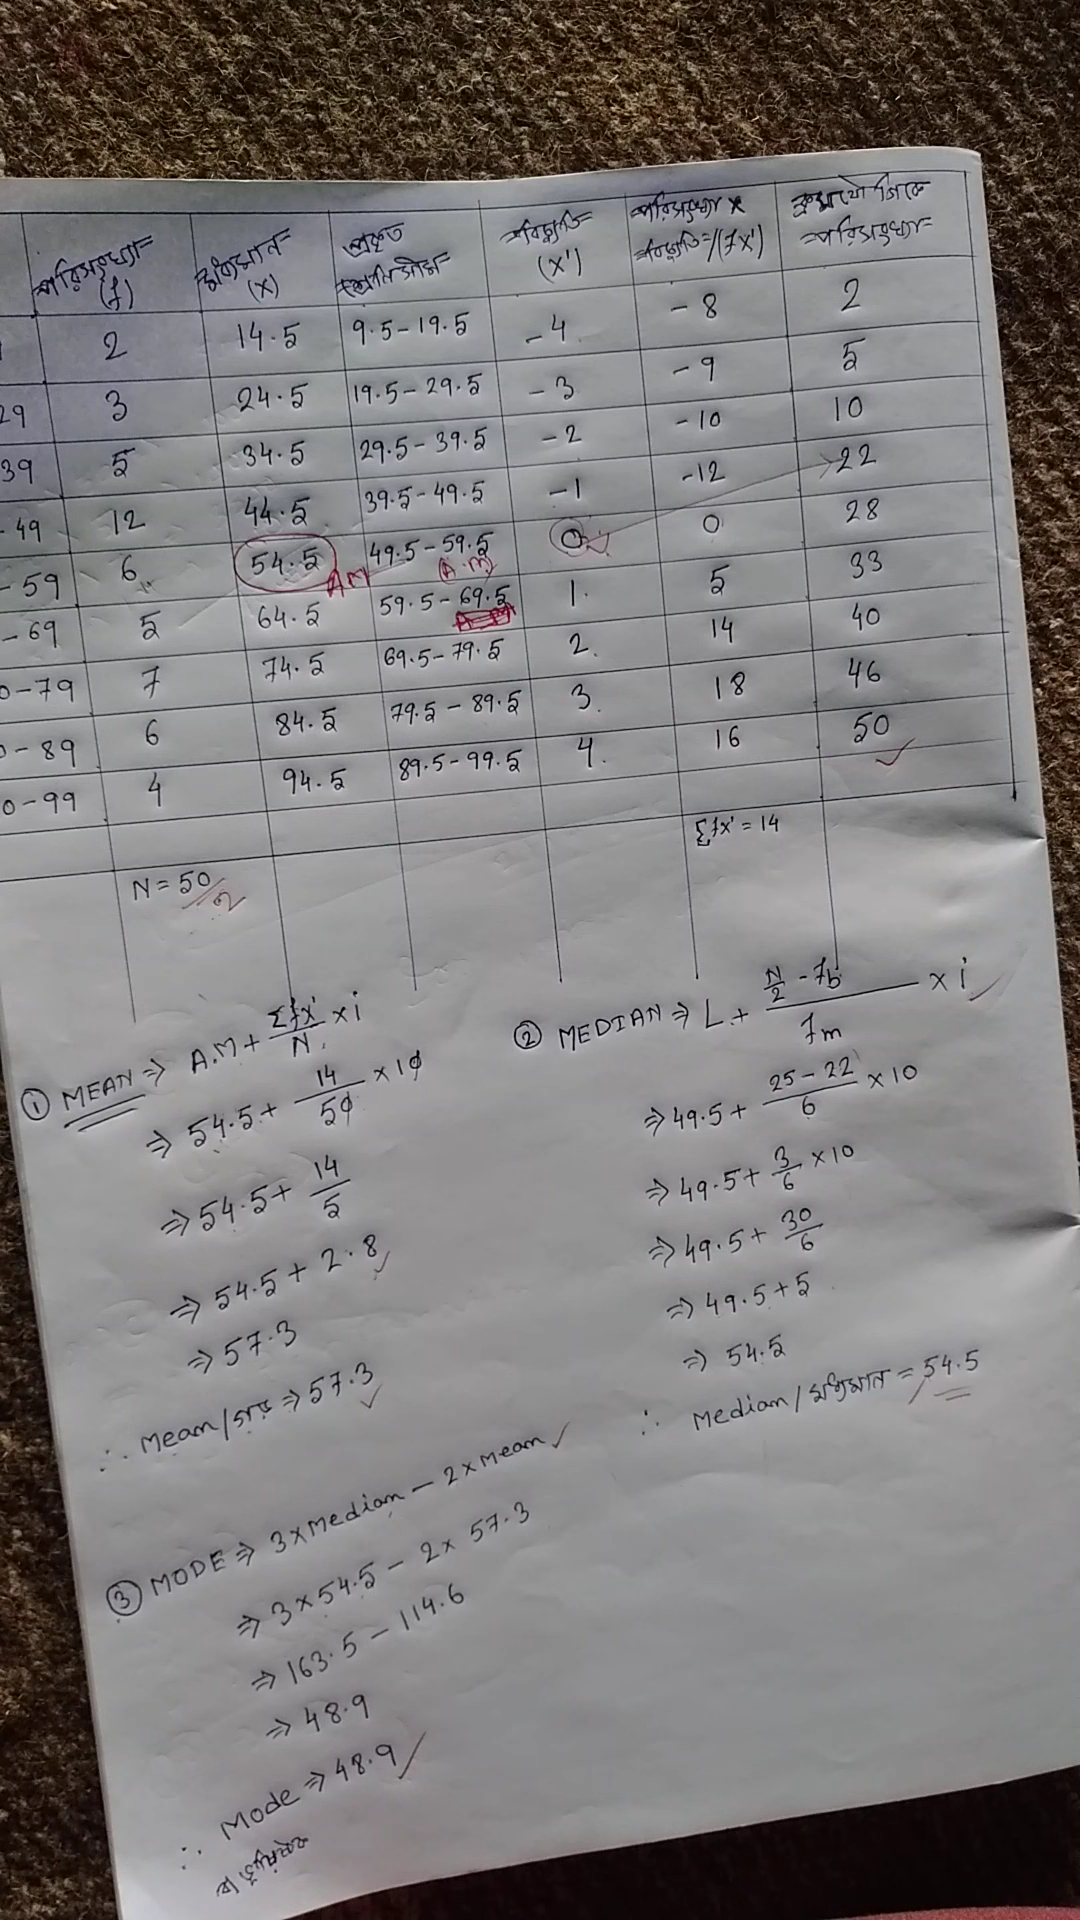 পরিসংখ্যা (f) মধ্যমান (x) প্রকৃত বিচ্যুতি (x') পরিসংখ্যা x বিচ্যুতি/(fx') ক্রমযৌগিক পরিসংখ্যা
2 14.5 9.5-19.5 -4 -8 2
29 3 24.5 19.5-29.5 -3 -9 5
39 5 34.5 29.5-39.5 -2 -10 10
-49 12 44.5 39.5-49.5 -1 -12 22
-59 6 54.5 AM 49.5-59.5 (A.M) 0 0 28
-69 5 64.5 59.5-69.5 1. 5 33
0-79 7 74.5 69.5-79.5 2. 14 40
0-89 6 84.5 79.5-89.5 3. 18 46
0-99 4 94.5 89.5-99.5 4. 16 50
N=50 Σfx'=14
① MEAN ⇒ A.M + Σfx'/N × i
⇒ 54.5 + 14/50 × 10
⇒ 54.5 + 14/5
⇒ 54.5 + 2.8
⇒ 57.3
∴ Mean/গড় ⇒ 57.3
② MEDIAN ⇒ L + (N/2 - fb)/fm × i
⇒ 49.5 + (25-22)/6 × 10
⇒ 49.5 + 3/6 × 10
⇒ 49.5 + 30/6
⇒ 49.5 + 5
⇒ 54.5
∴ Median/মধ্যমান = 54.5
③ MODE ⇒ 3×Median - 2×Mean
⇒ 3×54.5 - 2×57.3
⇒ 163.5 - 114.6
⇒ 48.9
∴ Mode ⇒ 48.9
বা ভূষিষ্ঠক